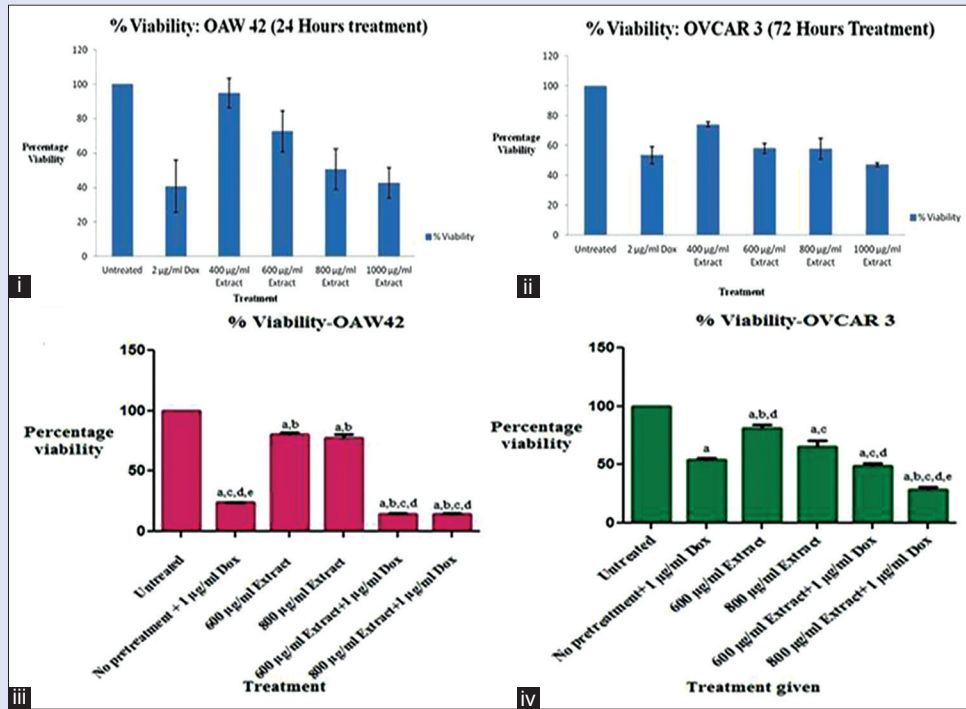 % Viability: OAW 42 (24 Hours treatment)
120
100
80
60
40
20
0
Percentage
Viability
% Viability
Untreated
2 µg/ml Dox
400 µg/ml
Extract
600 µg/ml
Extract
800 µg/ml
Extract
1000 µg/ml
Extract
Treatment
i
% Viability: OVCAR 3 (72 Hours Treatment)
120
100
80
60
40
20
0
Percentage
Viability
% Viability
Untreated
2 µg/ml Dox
400 µg/ml
Extract
600 µg/ml
Extract
800 µg/ml
Extract
1000 µg/ml
Extract
Treatment
ii
% Viability-OAW42
150
100
50
0
Percentage
viability
a,c,d,e
a,b
a,b
a,b,c,d
a,b,c,d
Untreated
No pretreatment + 1 µg/ml Dox
600 µg/ml Extract
800 µg/ml Extract
600 µg/ml Extract+1 µg/ml Dox
800 µg/ml Extract+1 µg/ml Dox
Treatment
iii
% Viability-OVCAR 3
150
100
50
0
Percentage
viability
a
a,b,d
a,c
a,c,d
a,b,c,d,e
Untreated
No pretreatment+ 1 µg/ml Dox
600 µg/ml Extract
800 µg/ml Extract
600 µg/ml Extract+1 µg/ml Dox
800 µg/ml Extract+1 µg/ml Dox
Treatment given
iv